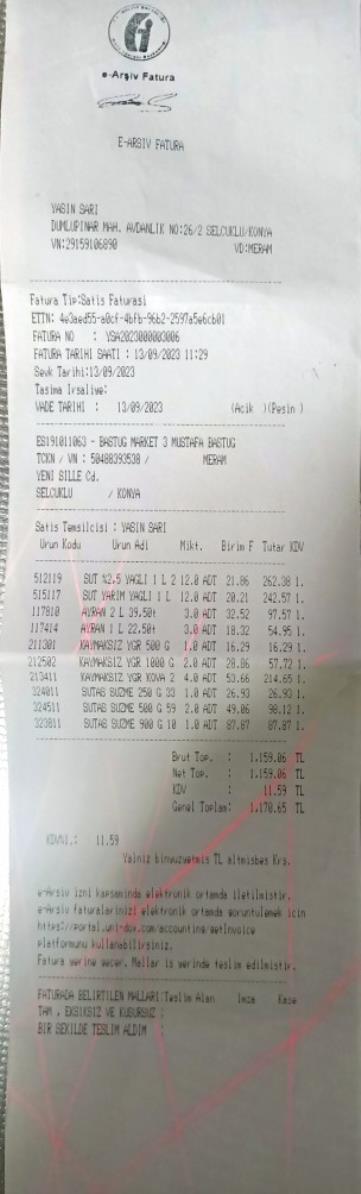 e-Arşiv Fatura
E-ARSIV FATURA
YASIN SARI
DUMLUPINAR MAH. AVDANLIK NO:26/2 SELCUKLU/KONYA
VN:29159106890 VD:MERAM
Fatura Tip:Satis Faturasi
ETTN: 4e3aed55-a0cf-4bfb-96b2-2597a5e6cb01
FATURA NO : YSA2023000003006
FATURA TARIHI SAATI : 13/09/2023 11:29
Sevk Tarihi:13/09/2023
Tasima Irsaliye:
VADE TARIHI : 13/09/2023 (Acik )(Pesin )
ES191011063 - BASTUG MARKET 3 MUSTAFA BASTUG
TCKN / VN : 50488393538 / MERAM
YENI SILLE Cd.
SELCUKLU / KONYA
Satis Temsilcisi : YASIN SARI
Urun Kodu Urun Adi Mikt. Birim F Tutar KDV
512119 SUT %2.5 YAGLI 1 L 2 12.0 ADT 21.86 262.38 1.
515117 SUT YARIM YAGLI 1 L 12.0 ADT 20.21 242.57 1.
117810 AYRAN 2 L 39,50t 3.0 ADT 32.52 97.57 1.
117414 AYRAN 1 L 22,50t 3.0 ADT 18.32 54.95 1.
211301 KAYMAKSIZ YGR 500 G 1.0 ADT 16.29 16.29 1.
212502 KAYMAKSIZ YGR 1000 G 2.0 ADT 28.86 57.72 1.
213411 KAYMAKSIZ YGR KOVA 2 4.0 ADT 53.66 214.65 1.
324011 SUTAS SUZME 250 G 33 1.0 ADT 26.93 26.93 1.
324511 SUTAS SUZME 500 G 59 2.0 ADT 49.06 98.12 1.
323811 SUTAS SUZME 900 G 10 1.0 ADT 87.87 87.87 1.
Brut Top. : 1.159.06 TL
Net Top. : 1.159.06 TL
KDV : 11.59 TL
Genel Toplam: 1.170.65 TL
KDV%1.: 11.59
Yalniz binyuzyetmis TL altmisbes Krs.
e-Arsiv izni kapsaminda elektronik ortamda iletilmistir.
e-Arsiv faturalarinizi elektronik ortamda goruntulemek icin
https://portal.uni-dov.com/accounting/getInvoice
platformunu kullanabilirsiniz.
Fatura yerine gecer. Mallar is yerinde teslim edilmistir.
FATURADA BELIRTILEN MALLARI:Teslim Alan Imza Kase
TAM , EKSIKSIZ VE KUSURSUZ :
BIR SEKILDE TESLIM ALDIM :